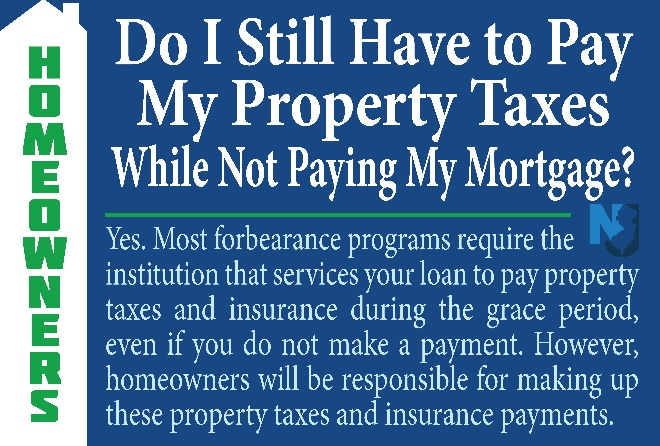 HOMEOWNERS
Do I Still Have to Pay
My Property Taxes
While Not Paying My Mortgage?
Yes. Most forbearance programs require the
institution that services your loan to pay property
taxes and insurance during the grace period,
even if you do not make a payment. However,
homeowners will be responsible for making up
these property taxes and insurance payments.
NJ